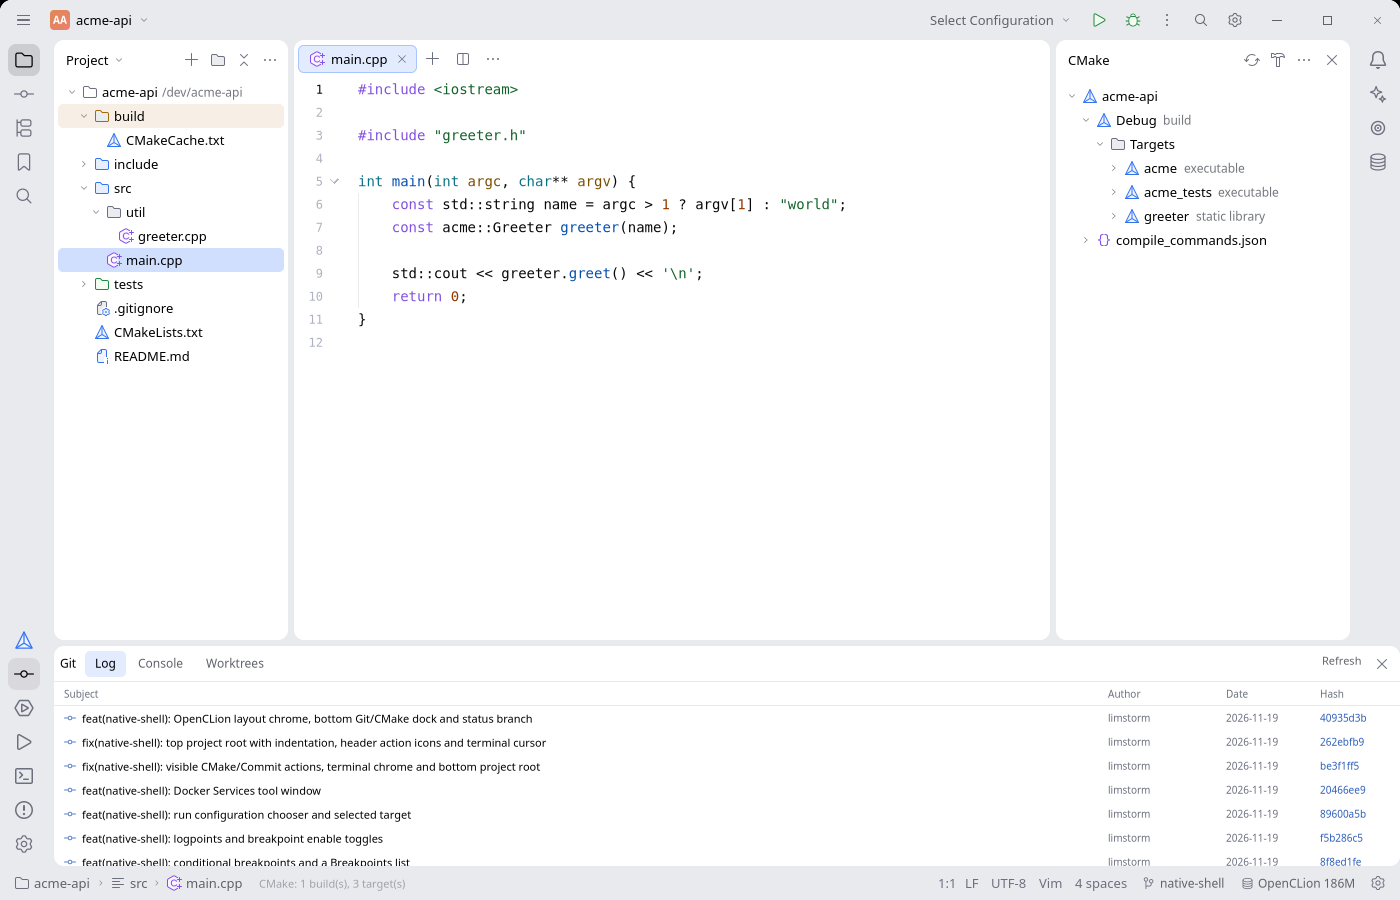 AA acme-api
Select Configuration
Project
acme-api /dev/acme-api
build
CMakeCache.txt
include
src
util
greeter.cpp
main.cpp
tests
.gitignore
CMakeLists.txt
README.md
main.cpp
1 #include <iostream>
2
3 #include "greeter.h"
4
5 int main(int argc, char** argv) {
6 const std::string name = argc > 1 ? argv[1] : "world";
7 const acme::Greeter greeter(name);
8
9 std::cout << greeter.greet() << '\n';
10 return 0;
11 }
12
CMake
acme-api
Debug build
Targets
acme executable
acme_tests executable
greeter static library
{} compile_commands.json
Git Log Console Worktrees Refresh
Subject Author Date Hash
feat(native-shell): OpenCLion layout chrome, bottom Git/CMake dock and status branch limstorm 2026-11-19 40935d3b
fix(native-shell): top project root with indentation, header action icons and terminal cursor limstorm 2026-11-19 262ebfb9
fix(native-shell): visible CMake/Commit actions, terminal chrome and bottom project root limstorm 2026-11-19 be3f1ff5
feat(native-shell): Docker Services tool window limstorm 2026-11-19 20466ee9
feat(native-shell): run configuration chooser and selected target limstorm 2026-11-19 89600a5b
feat(native-shell): logpoints and breakpoint enable toggles limstorm 2026-11-19 f5b286c5
feat(native-shell): conditional breakpoints and a Breakpoints list limstorm 2026-11-19 8f8ed1fe
acme-api › src › main.cpp CMake: 1 build(s), 3 target(s) 1:1 LF UTF-8 Vim 4 spaces native-shell OpenCLion 186M